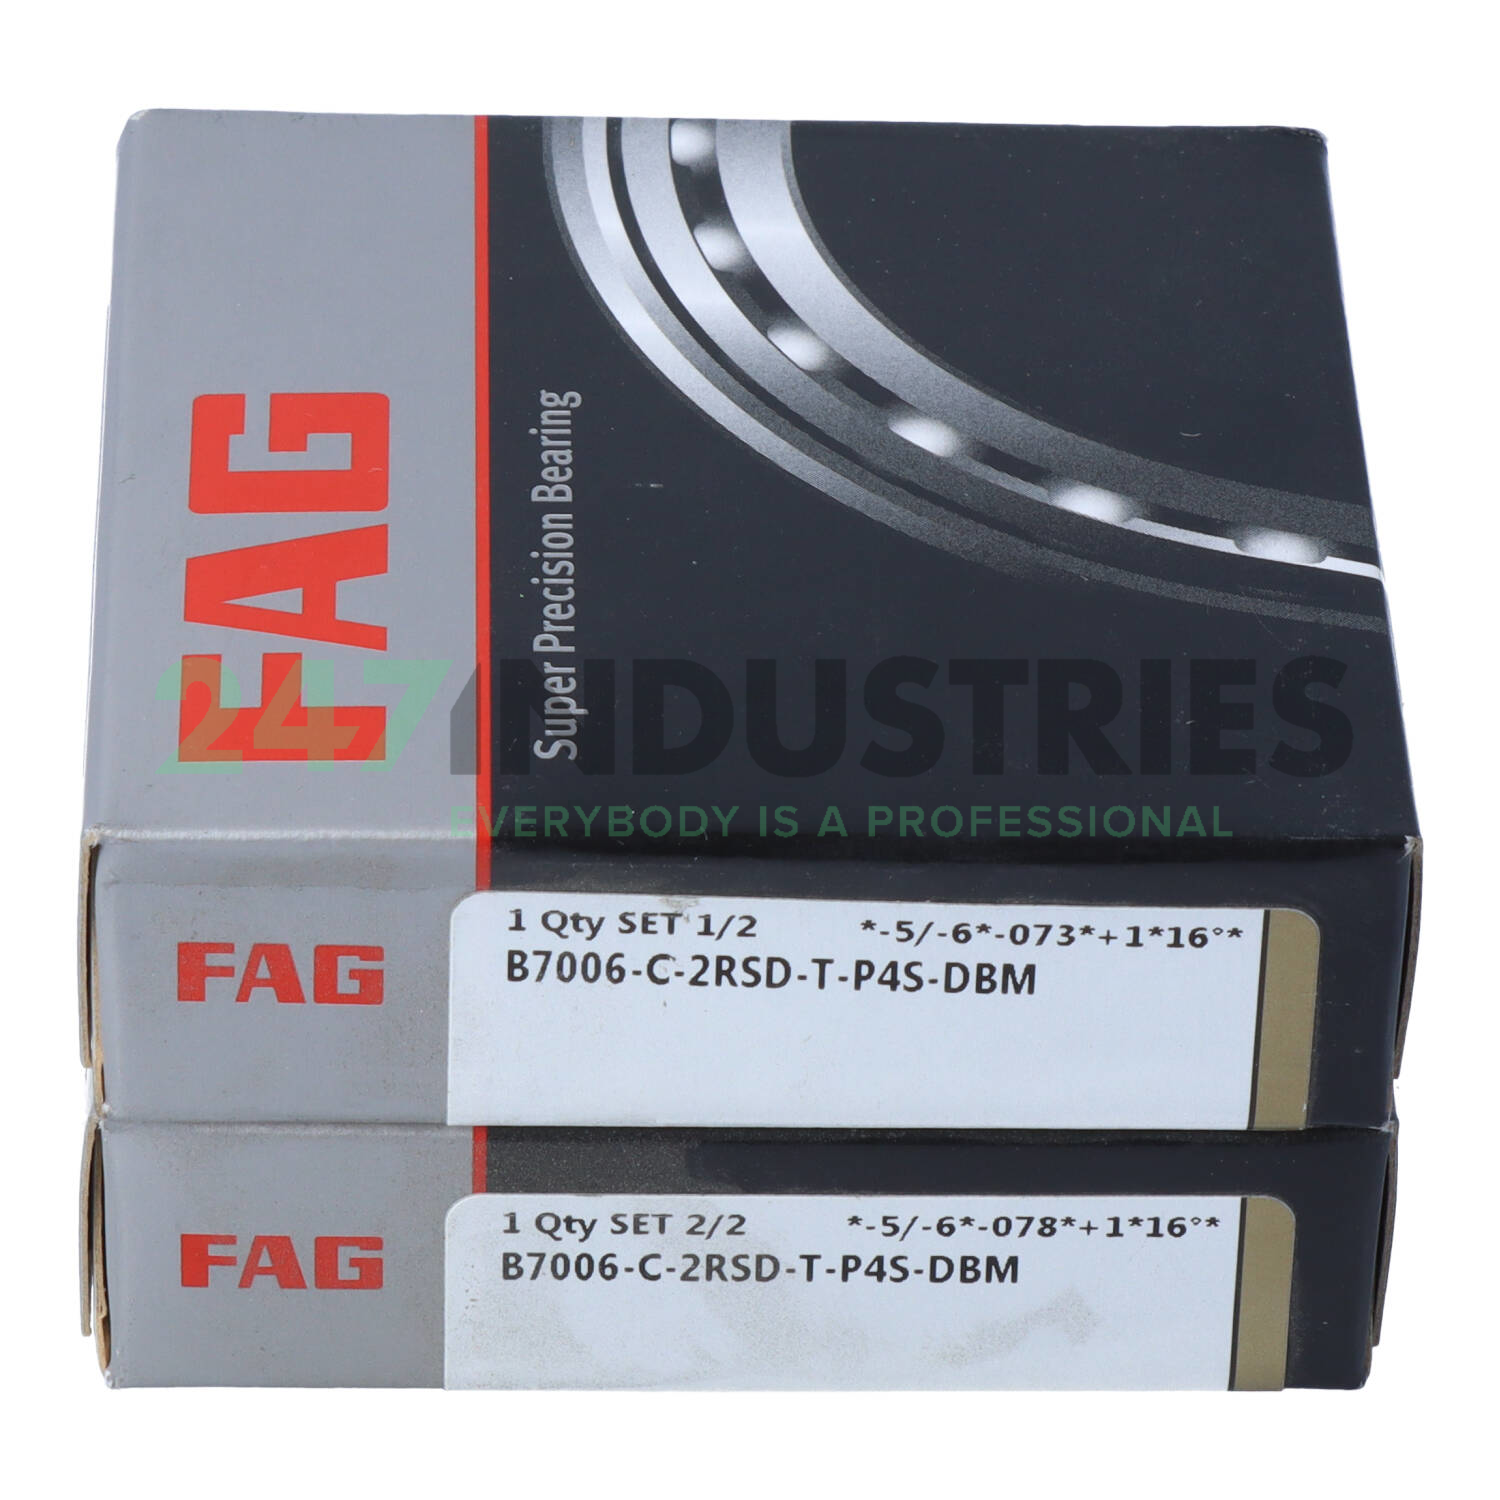 FAG
Super Precision Bearing
247INDUSTRIES
EVERYBODY IS A PROFESSIONAL
FAG
1 Qty SET 1/2 *-5/-6*-073*+1*16°*
B7006-C-2RSD-T-P4S-DBM
FAG
1 Qty SET 2/2 *-5/-6*-078*+1*16°*
B7006-C-2RSD-T-P4S-DBM